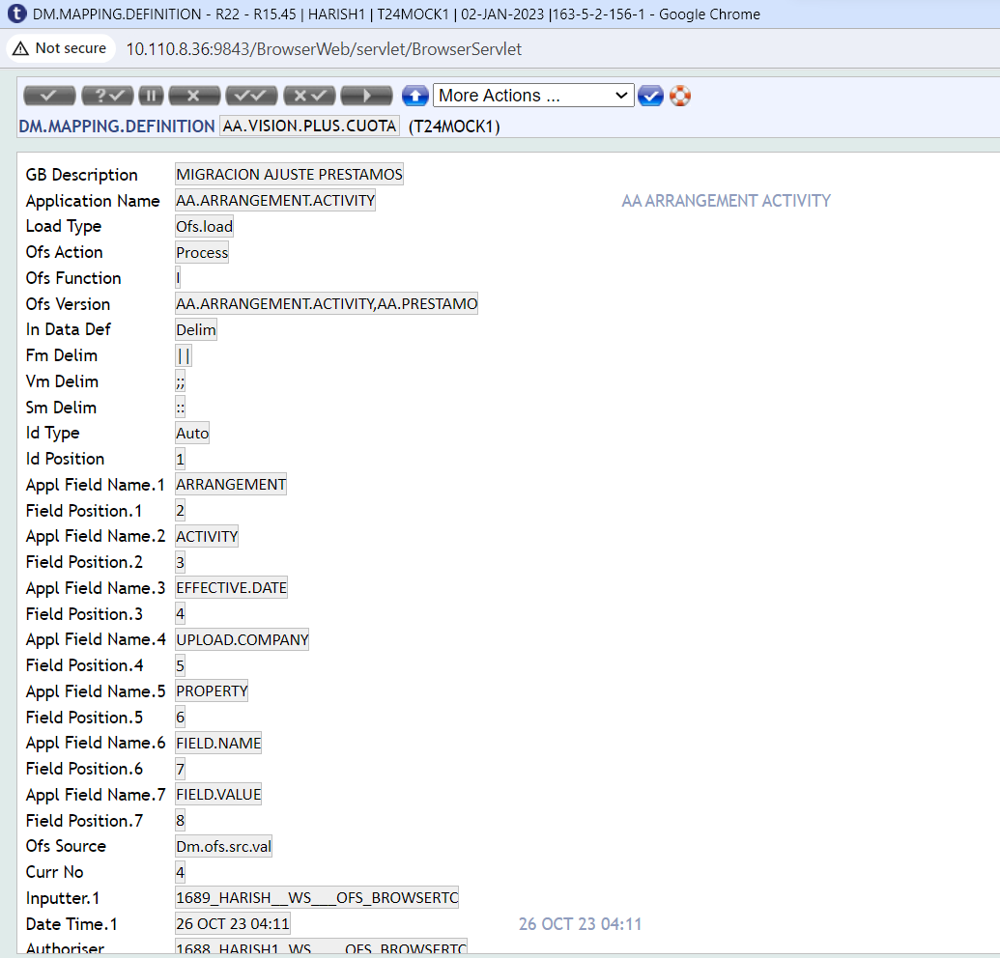 DM.MAPPING.DEFINITION - R22 - R15.45 | HARISH1 | T24MOCK1 | 02-JAN-2023 |163-5-2-156-1 - Google Chrome
Not secure 10.110.8.36:9843/BrowserWeb/servlet/BrowserServlet
More Actions ...
DM.MAPPING.DEFINITION AA.VISION.PLUS.CUOTA (T24MOCK1)
GB Description MIGRACION AJUSTE PRESTAMOS
Application Name AA.ARRANGEMENT.ACTIVITY AA ARRANGEMENT ACTIVITY
Load Type Ofs.load
Ofs Action Process
Ofs Function I
Ofs Version AA.ARRANGEMENT.ACTIVITY,AA.PRESTAMO
In Data Def Delim
Fm Delim ||
Vm Delim ;;
Sm Delim ::
Id Type Auto
Id Position 1
Appl Field Name.1 ARRANGEMENT
Field Position.1 2
Appl Field Name.2 ACTIVITY
Field Position.2 3
Appl Field Name.3 EFFECTIVE.DATE
Field Position.3 4
Appl Field Name.4 UPLOAD.COMPANY
Field Position.4 5
Appl Field Name.5 PROPERTY
Field Position.5 6
Appl Field Name.6 FIELD.NAME
Field Position.6 7
Appl Field Name.7 FIELD.VALUE
Field Position.7 8
Ofs Source Dm.ofs.src.val
Curr No 4
Inputter.1 1689_HARISH__WS___OFS_BROWSERTC
Date Time.1 26 OCT 23 04:11 26 OCT 23 04:11
Authoriser 1688_HARISH1_WS____OFS_BROWSERTC